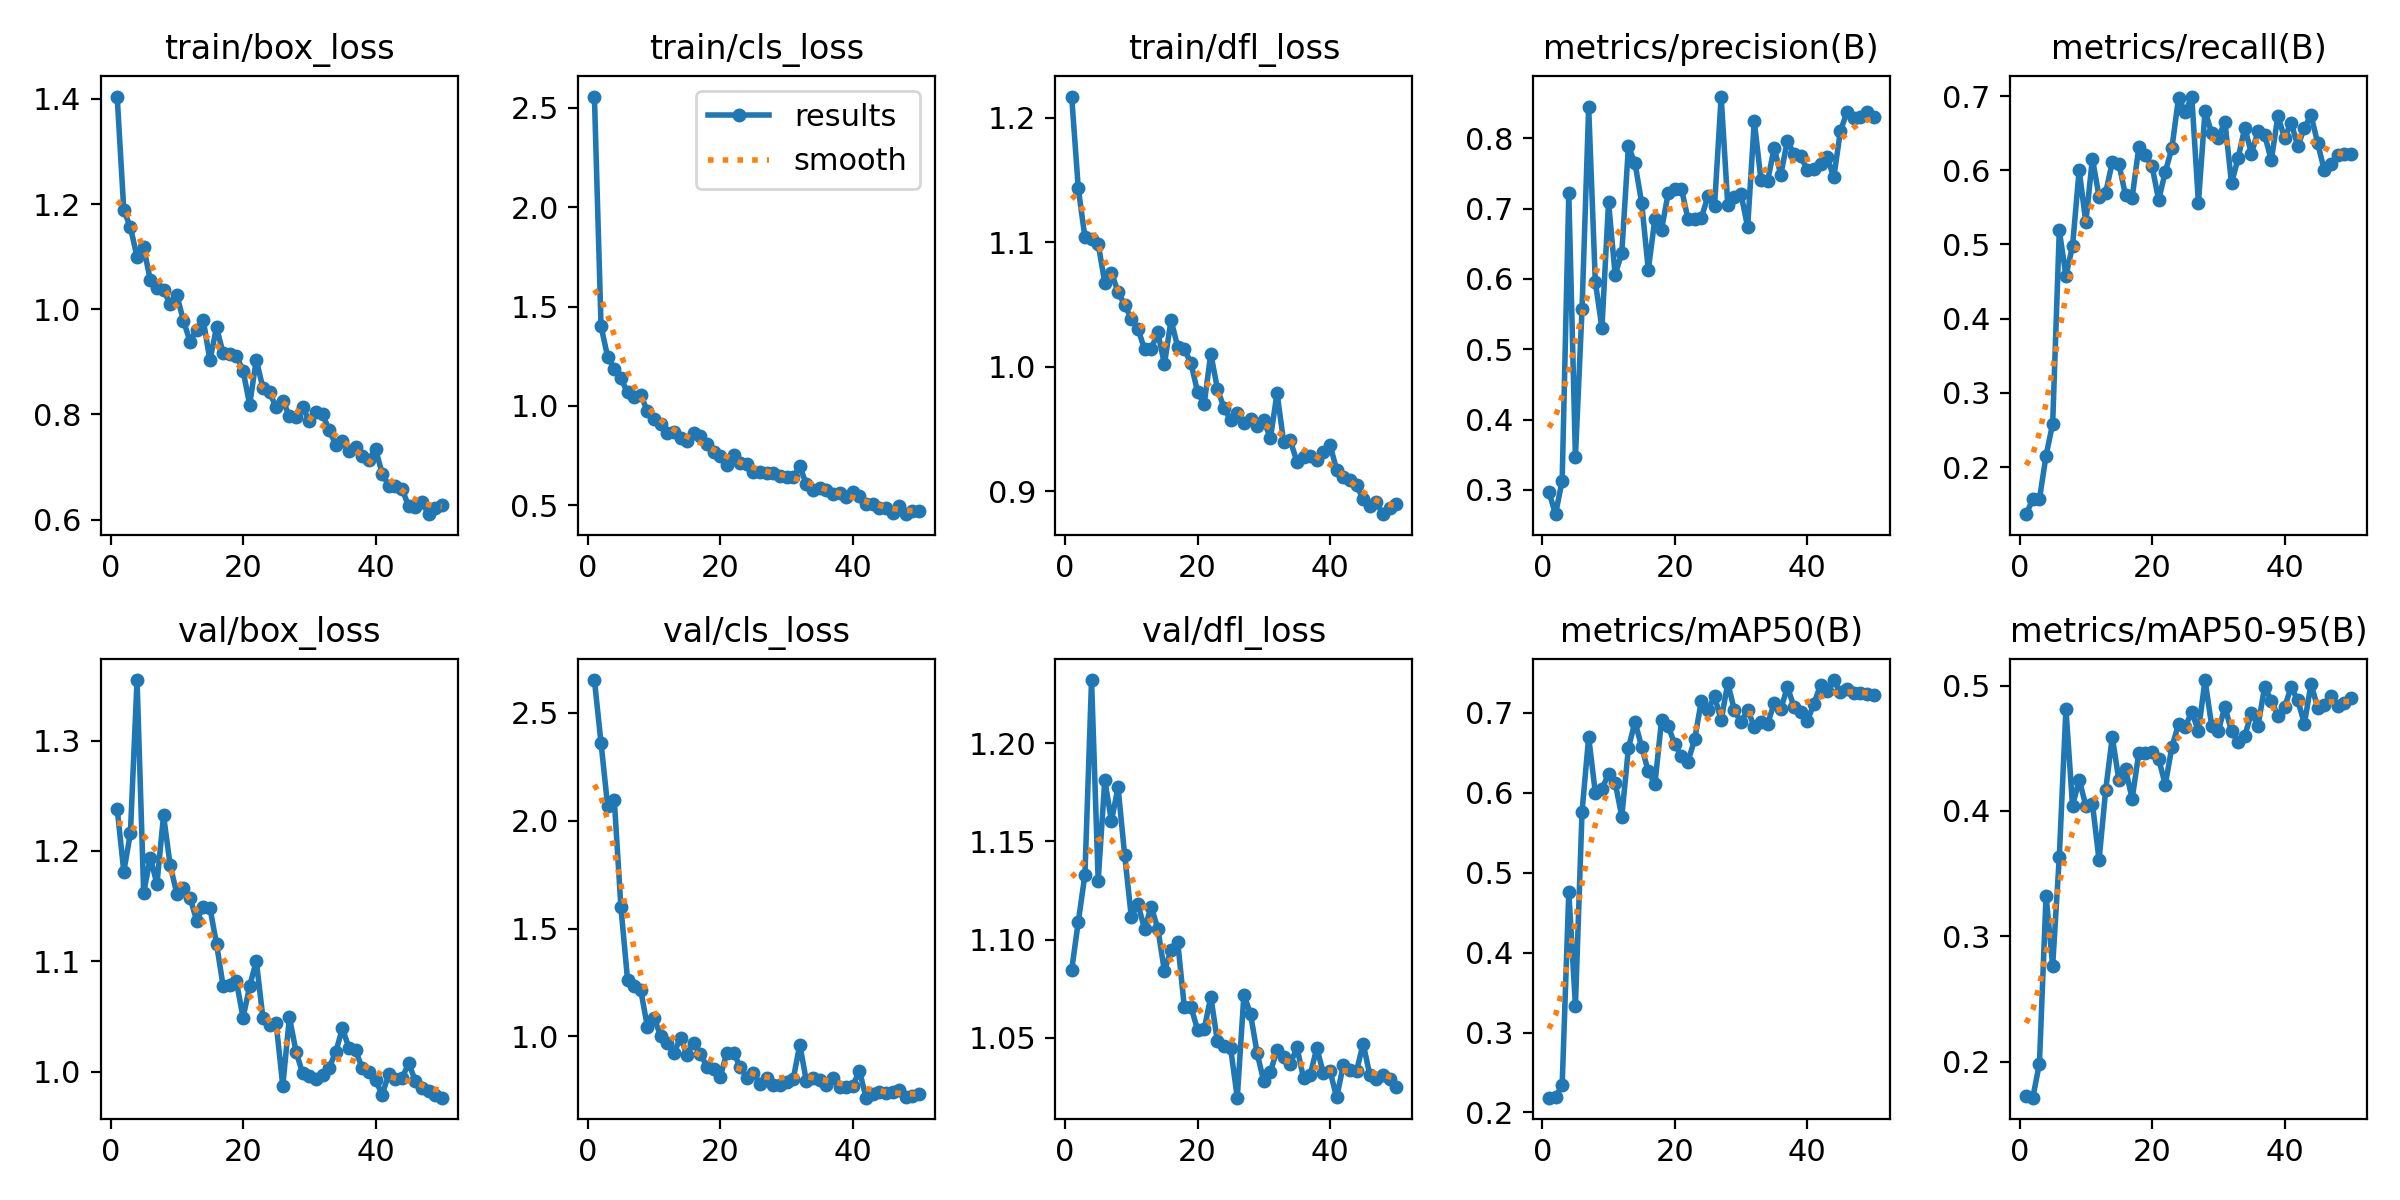 train/box_loss
1.4
1.2
1.0
0.8
0.6
0 20 40
train/cls_loss
results
smooth
2.5
2.0
1.5
1.0
0.5
0 20 40
train/dfl_loss
1.2
1.1
1.0
0.9
0 20 40
metrics/precision(B)
0.8
0.7
0.6
0.5
0.4
0.3
0 20 40
metrics/recall(B)
0.7
0.6
0.5
0.4
0.3
0.2
0 20 40
val/box_loss
1.3
1.2
1.1
1.0
0 20 40
val/cls_loss
2.5
2.0
1.5
1.0
0 20 40
val/dfl_loss
1.20
1.15
1.10
1.05
0 20 40
metrics/mAP50(B)
0.7
0.6
0.5
0.4
0.3
0.2
0 20 40
metrics/mAP50-95(B)
0.5
0.4
0.3
0.2
0 20 40